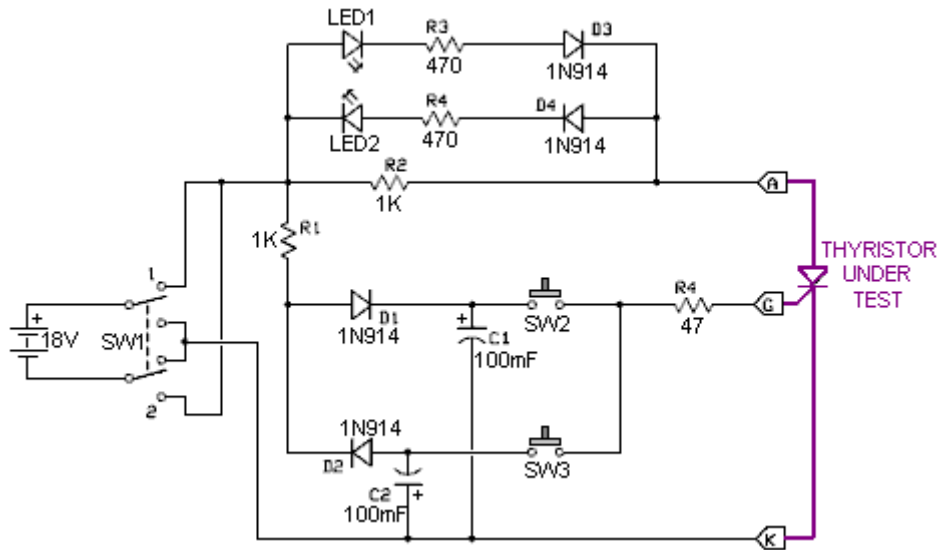 LED1
R3
470
D3
1N914
LED2
R4
470
D4
1N914
R2
1K
A
1K
R1
THYRISTOR
UNDER
TEST
1
+
18V
SW1
2
1N914
D1
+
C1
100mF
SW2
R4
47
G
1N914
D2
C2
+
100mF
SW3
K